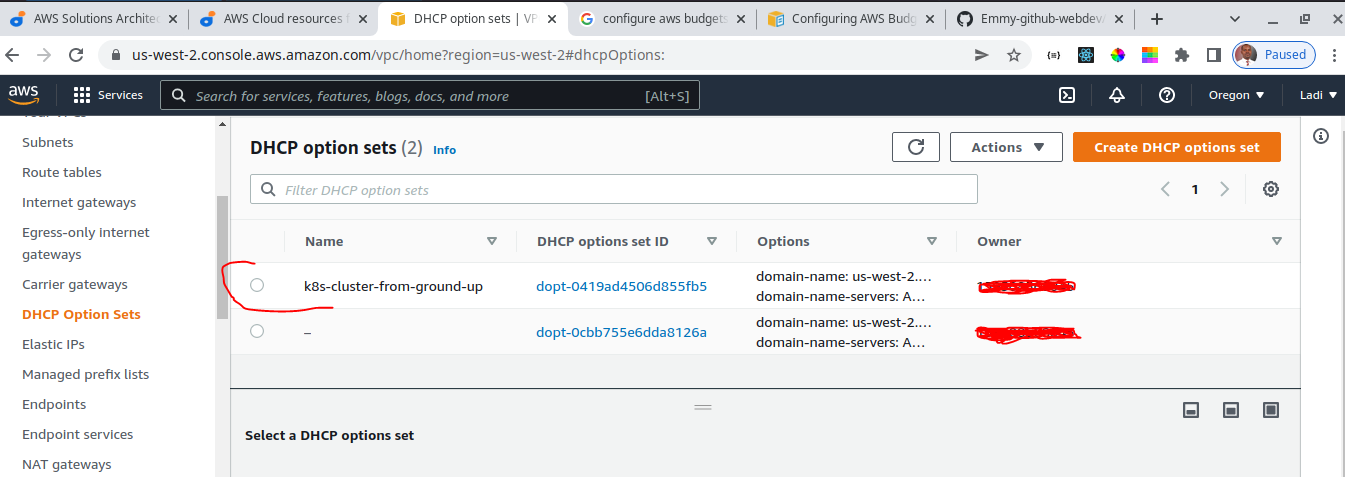 AWS Solutions Architec
AWS Cloud resources f
DHCP option sets | VP
configure aws budgets
Configuring AWS Budg
Emmy-github-webdev/
us-west-2.console.aws.amazon.com/vpc/home?region=us-west-2#dhcpOptions:
Paused
aws
Services
Search for services, features, blogs, docs, and more
[Alt+S]
Oregon
Ladi
Subnets
Route tables
Internet gateways
Egress-only internet
gateways
Carrier gateways
DHCP Option Sets
Elastic IPs
Managed prefix lists
Endpoints
Endpoint services
NAT gateways
DHCP option sets (2)
Info
Actions
Create DHCP options set
Filter DHCP option sets
1
Name
DHCP options set ID
Options
Owner
k8s-cluster-from-ground-up
dopt-0419ad4506d855fb5
domain-name: us-west-2.…
domain-name-servers: A…
–
dopt-0cbb755e6dda8126a
domain-name: us-west-2.…
domain-name-servers: A…
Select a DHCP options set